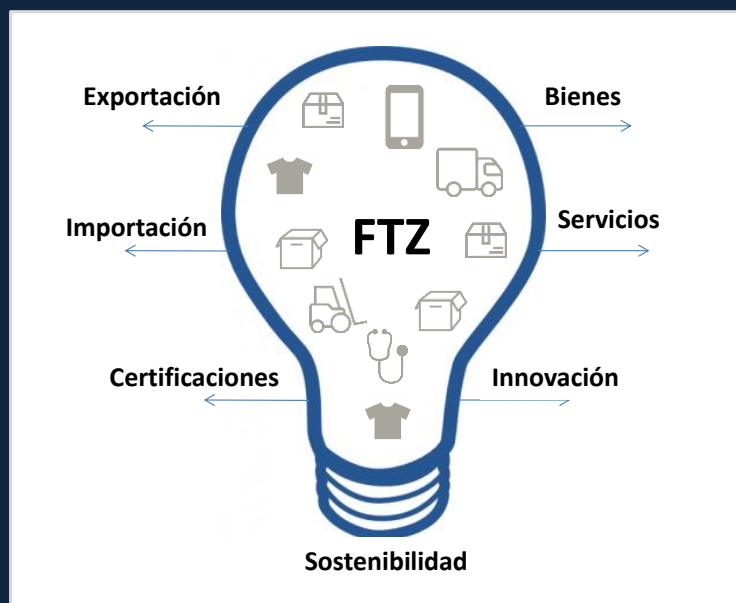 Exportación
Bienes
Importación
FTZ
Servicios
Certificaciones
Innovación
Sostenibilidad